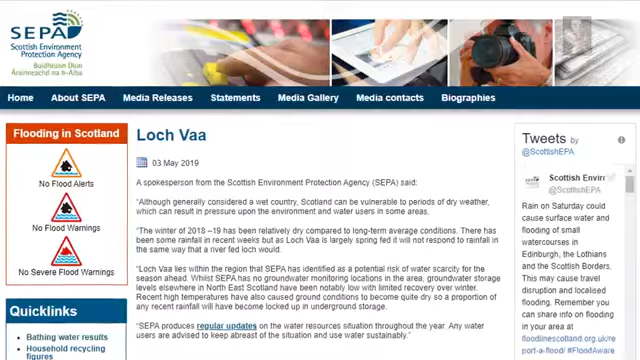 SEPA
Scottish Environment
Protection Agency
Buidheann Dìon
Àrainneachd na h-Alba
Home
About SEPA
Media Releases
Statements
Media Gallery
Media contacts
Biographies
Flooding in Scotland
No Flood Alerts
No Flood Warnings
No Severe Flood Warnings
Quicklinks
Bathing water results
Household recycling
figures
Loch Vaa
03 May 2019
A spokesperson from the Scottish Environment Protection Agency (SEPA) said:
“Although generally considered a wet country, Scotland can be vulnerable to periods of dry weather,
which can result in pressure upon the environment and water users in some areas.
“The winter of 2018 –19 has been relatively dry compared to long-term average conditions. There has
been some rainfall in recent weeks but as Loch Vaa is largely spring fed it will not respond to rainfall in
the same way that a river fed loch would.
“Loch Vaa lies within the region that SEPA has identified as a potential risk of water scarcity for the
season ahead. Whilst SEPA has no groundwater monitoring locations in the area, groundwater storage
levels elsewhere in North East Scotland have been notably low with limited recovery over winter.
Recent high temperatures have also caused ground conditions to become quite dry so a proportion of
any recent rainfall will have become locked up in underground storage.
“SEPA produces regular updates on the water resources situation throughout the year. Any water
users are advised to keep abreast of the situation and use water sustainably.”
Tweets by
@ScottishEPA
Scottish Enviro
@ScottishEPA
Rain on Saturday could
cause surface water and
flooding of small
watercourses in
Edinburgh, the Lothians
and the Scottish Borders.
This may cause travel
disruption and localised
flooding. Remember you
can share info on
flooding in your area at
floodlinescotland.org.uk/re
port-a-flood/ #FloodAware